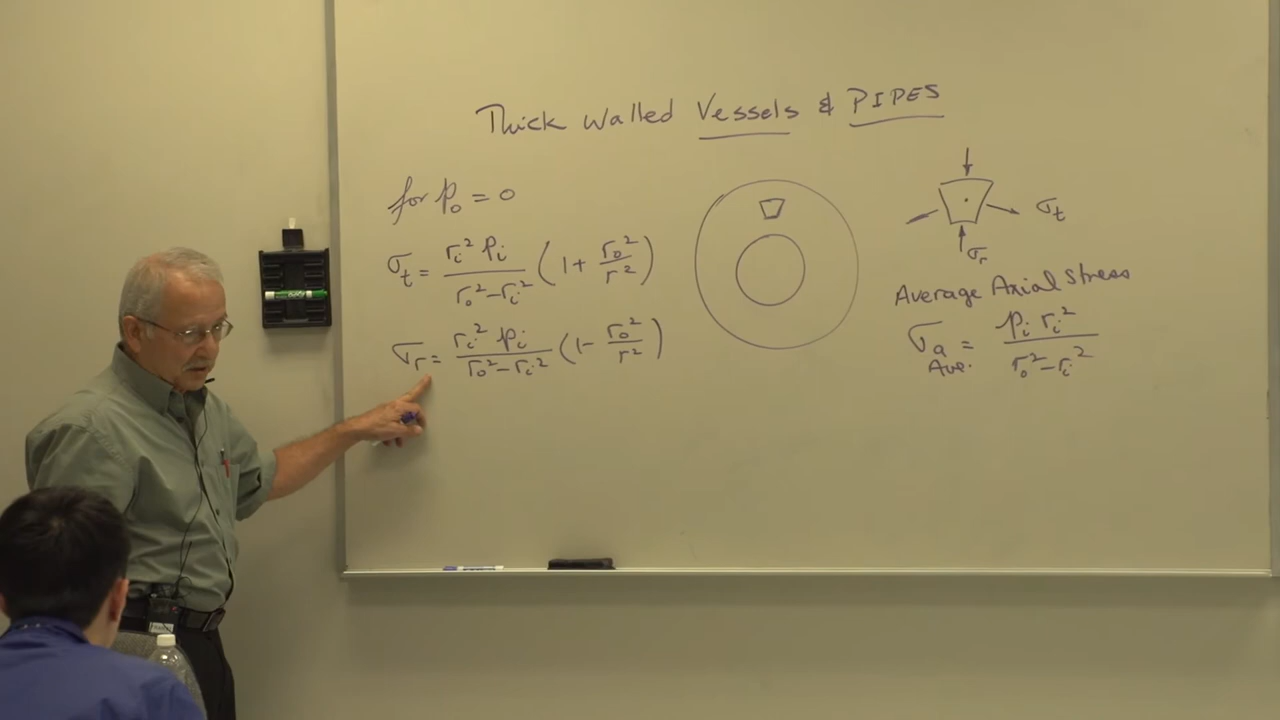 Thick Walled Vessels & PIPES
for p₀ = 0
σt = ri² Pi / (ro² − ri²) (1 + ro²/r²)
σr = ri² pi / (ro² − ri²) (1 − ro²/r²)
σt
σr
Average Axial Stress
σa = Pi ri² / (ro² − ri²)
Ave.